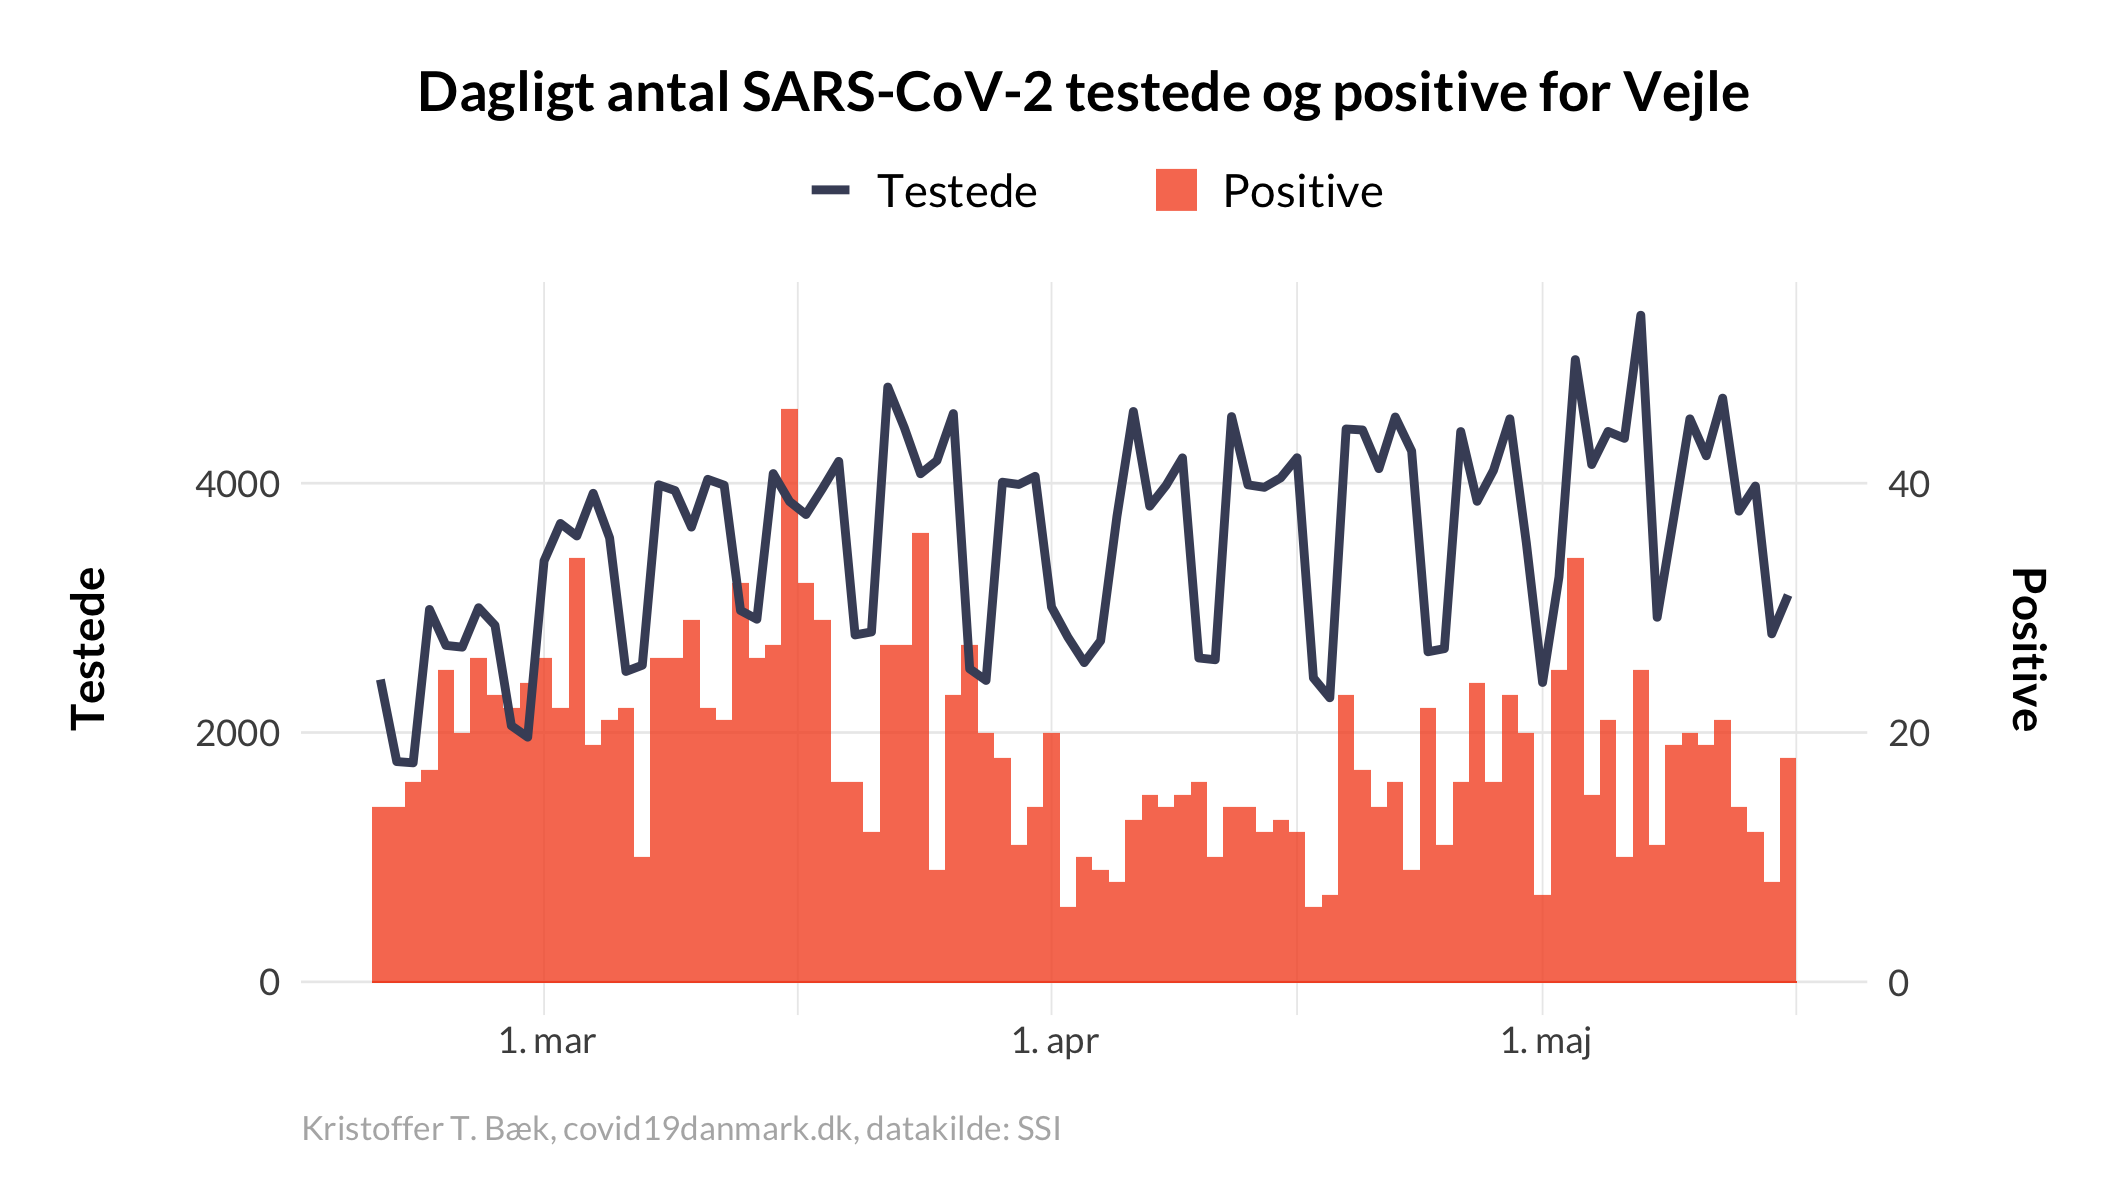 Dagligt antal SARS-CoV-2 testede og positive for Vejle
Testede
Positive
Testede
4000
2000
0
40
20
0
Positive
1. mar
1. apr
1. maj
Kristoffer T. Bæk, covid19danmark.dk, datakilde: SSI